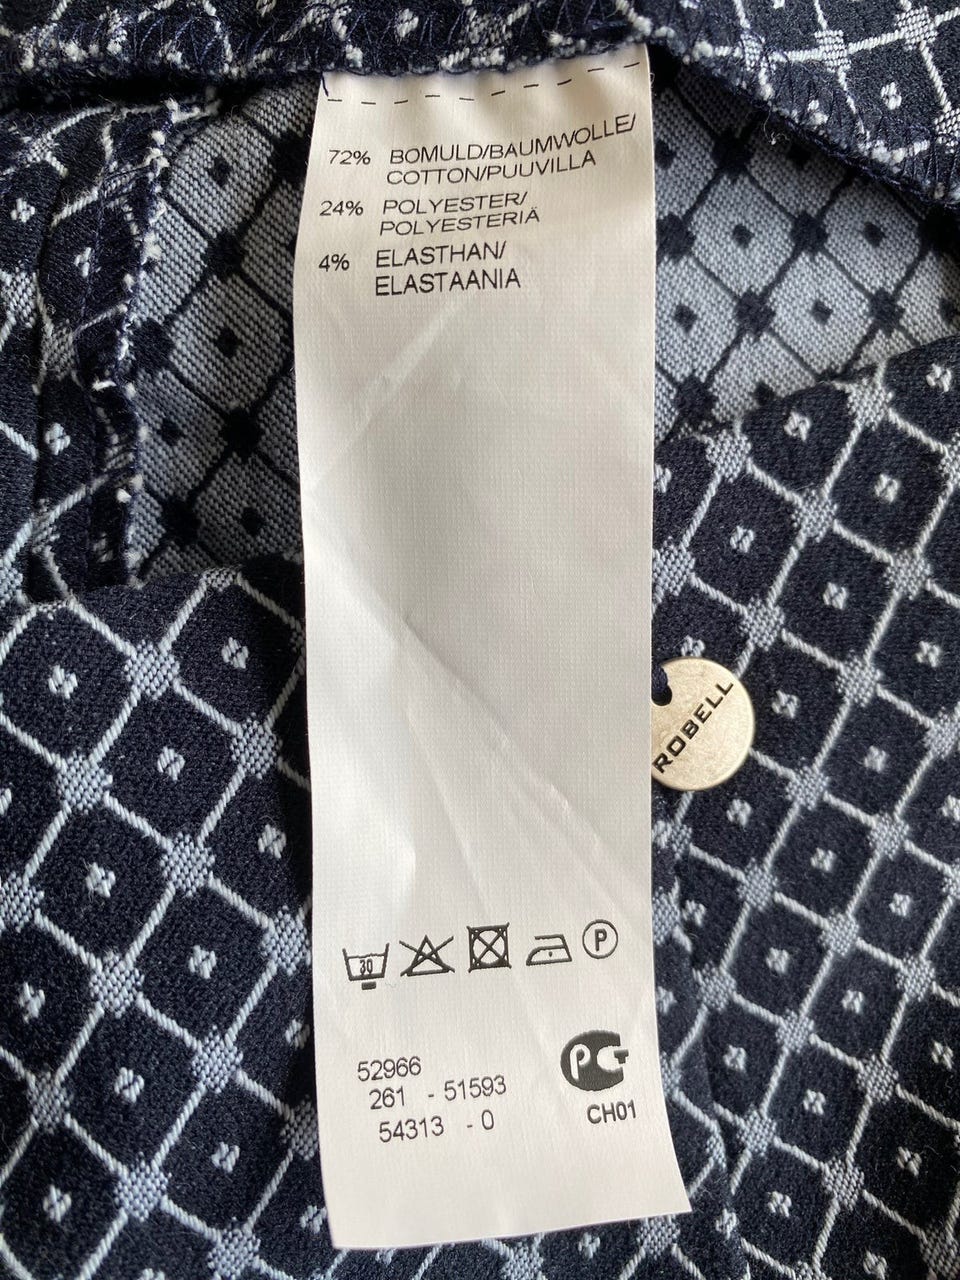 72% BOMULD/BAUMWOLLE/
COTTON/PUUVILLA
24% POLYESTER/
POLYESTERIÄ
4% ELASTHAN/
ELASTAANIA
ROBELL
30
P
52966
261 - 51593
54313 - 0
РСТ
CH01